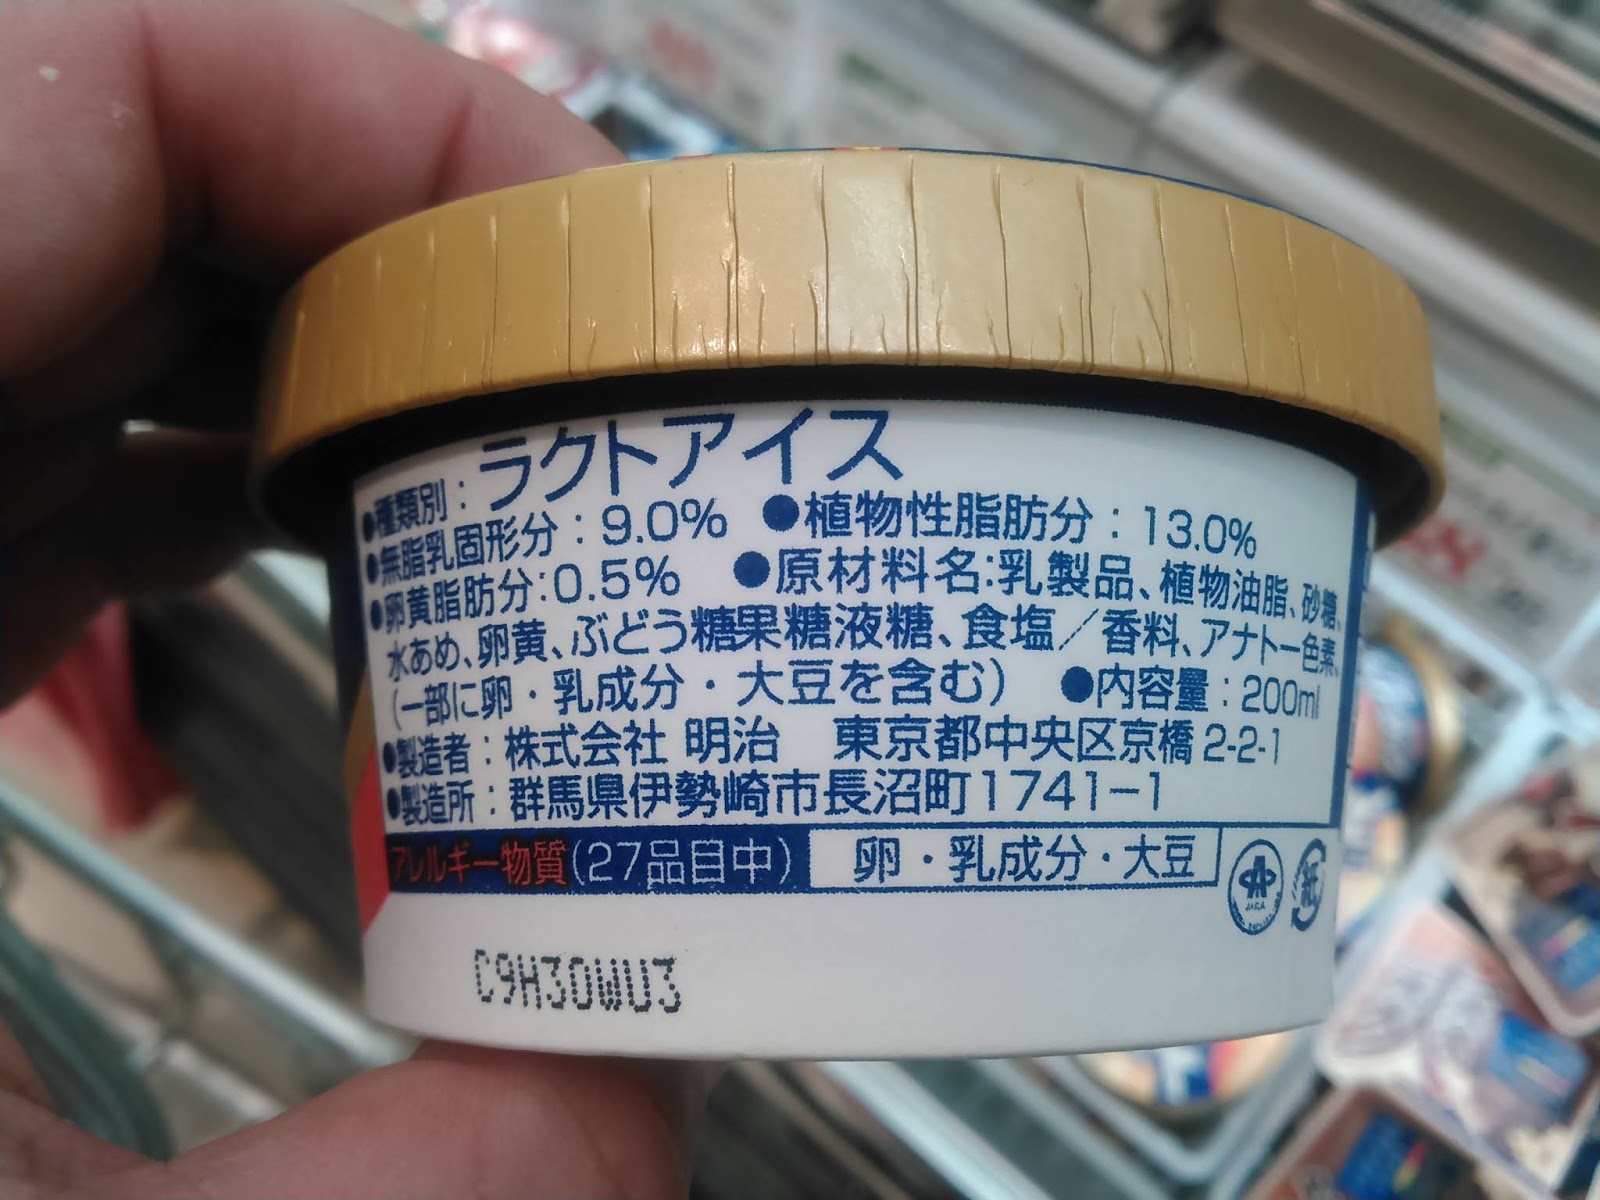 ラクトアイス
●種類別：
●無脂乳固形分：9.0% ●植物性脂肪分：13.0%
●卵黄脂肪分：0.5% ●原材料名：乳製品、植物油脂、砂糖、
水あめ、卵黄、ぶどう糖果糖液糖、食塩／香料、アナトー色素、
（一部に卵・乳成分・大豆を含む） ●内容量：200ml
●製造者：株式会社 明治 東京都中央区京橋2-2-1
●製造所：群馬県伊勢崎市長沼町1741−1
アレルギー物質(27品目中) 卵・乳成分・大豆
紙
C9H30WU3